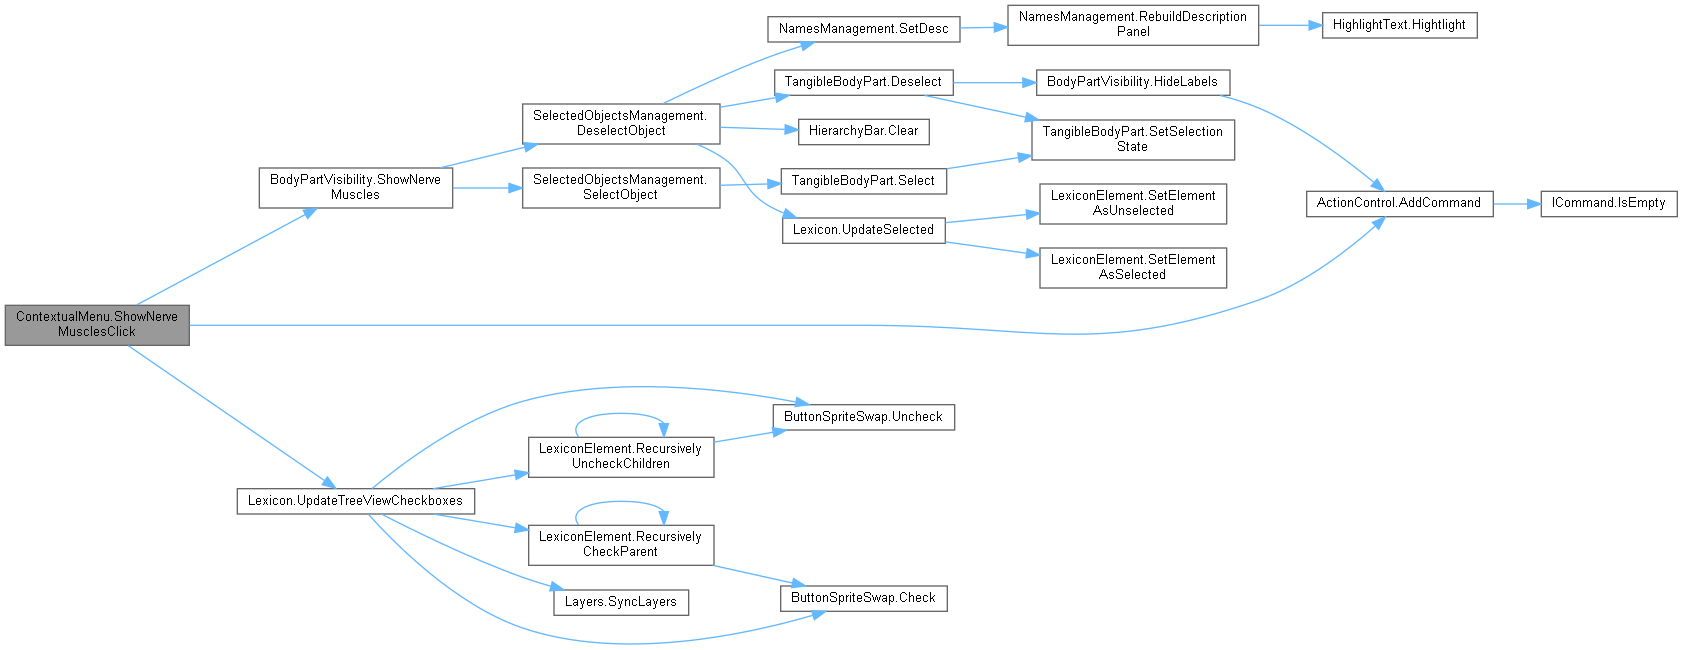 NamesManagement.SetDesc
NamesManagement.RebuildDescription
Panel
HighlightText.Hightlight
TangibleBodyPart.Deselect
BodyPartVisibility.HideLabels
SelectedObjectsManagement.
DeselectObject
HierarchyBar.Clear
TangibleBodyPart.SetSelection
State
BodyPartVisibility.ShowNerve
Muscles
SelectedObjectsManagement.
SelectObject
TangibleBodyPart.Select
LexiconElement.SetElement
AsUnselected
ActionControl.AddCommand
ICommand.IsEmpty
Lexicon.UpdateSelected
LexiconElement.SetElement
AsSelected
ContextualMenu.ShowNerve
MusclesClick
ButtonSpriteSwap.Uncheck
LexiconElement.Recursively
UncheckChildren
Lexicon.UpdateTreeViewCheckboxes
LexiconElement.Recursively
CheckParent
Layers.SyncLayers
ButtonSpriteSwap.Check